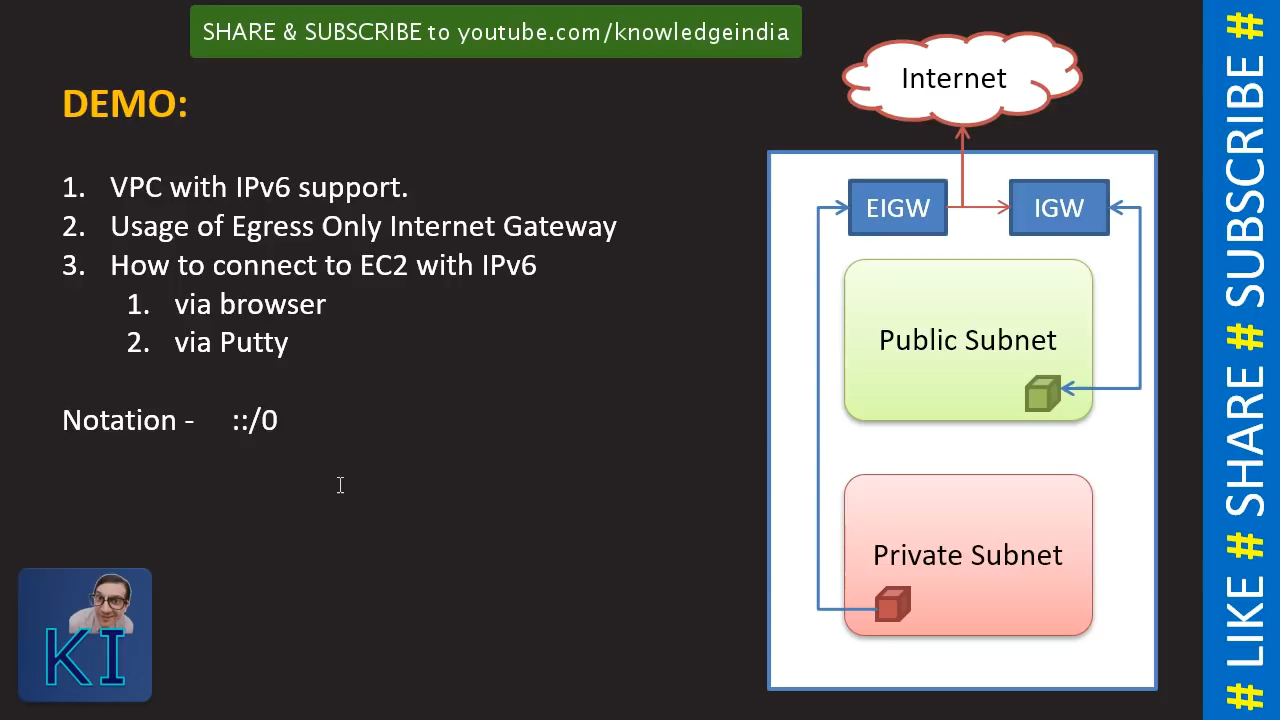 SHARE & SUBSCRIBE to youtube.com/knowledgeindia
DEMO:
1. VPC with IPv6 support.
2. Usage of Egress Only Internet Gateway
3. How to connect to EC2 with IPv6
1. via browser
2. via Putty
Notation - ::/0
KI
Internet
EIGW
IGW
Public Subnet
Private Subnet
# LIKE # SHARE # SUBSCRIBE #